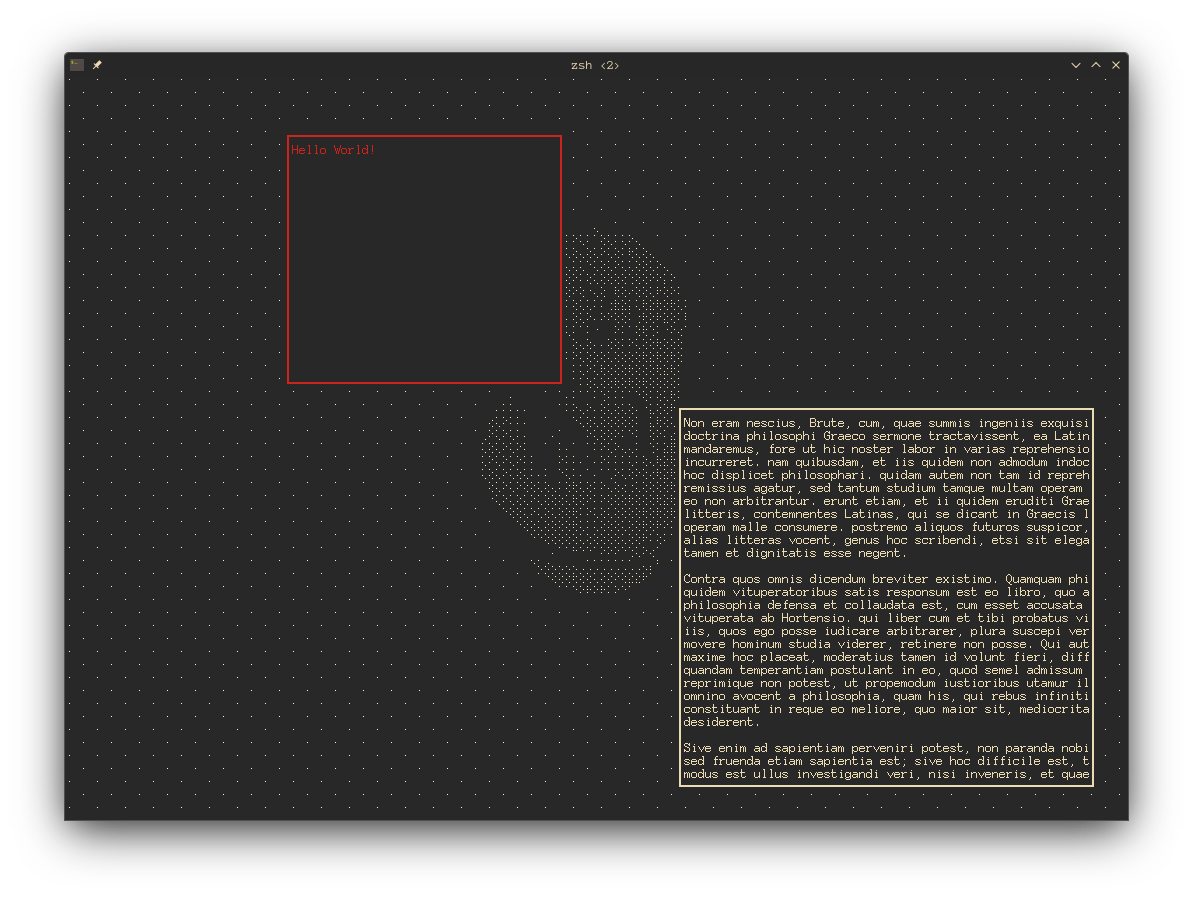 zsh <2>
Hello World!
Non eram nescius, Brute, cum, quae summis ingeniis exquisi
doctrina philosophi Graeco sermone tractavissent, ea Latin
mandaremus, fore ut hic noster labor in varias reprehensio
incurreret. nam quibusdam, et iis quidem non admodum indoc
hoc displicet philosophari. quidam autem non tam id repreh
remissius agatur, sed tantum studium tamque multam operam
eo non arbitrantur. erunt etiam, et ii quidem eruditi Grae
litteris, contemnentes Latinas, qui se dicant in Graecis l
operam malle consumere. postremo aliquos futuros suspicor,
alias litteras vocent, genus hoc scribendi, etsi sit elega
tamen et dignitatis esse negent.
Contra quos omnis dicendum breviter existimo. Quamquam phi
quidem vituperatoribus satis responsum est eo libro, quo a
philosophia defensa et collaudata est, cum esset accusata
vituperata ab Hortensio. qui liber cum et tibi probatus vi
iis, quos ego posse iudicare arbitrarer, plura suscepi ver
movere hominum studia viderer, retinere non posse. Qui aut
maxime hoc placeat, moderatius tamen id volunt fieri, diff
quandam temperantiam postulant in eo, quod semel admissum
reprimique non potest, ut propemodum iustioribus utamur il
omnino avocent a philosophia, quam his, qui rebus infiniti
constituant in reque eo meliore, quo maior sit, mediocrita
desiderent.
Sive enim ad sapientiam perveniri potest, non paranda nobi
sed fruenda etiam sapientia est; sive hoc difficile est, t
modus est ullus investigandi veri, nisi inveneris, et quae